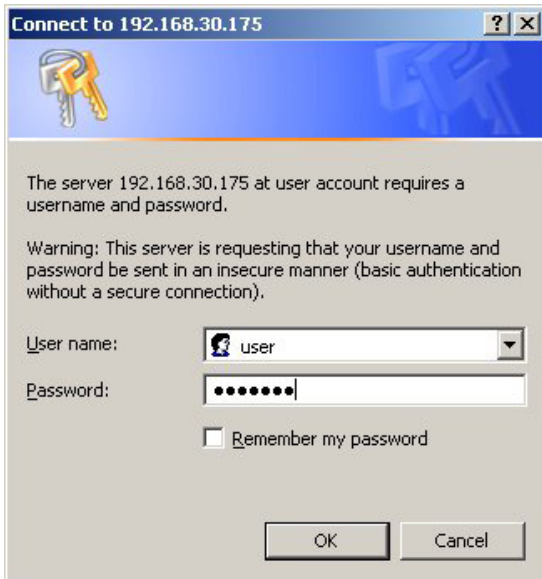 Connect to 192.168.30.175
The server 192.168.30.175 at user account requires a
username and password.
Warning: This server is requesting that your username and
password be sent in an insecure manner (basic authentication
without a secure connection).
User name:
user
Password:
●●●●●●●
Remember my password
OK
Cancel